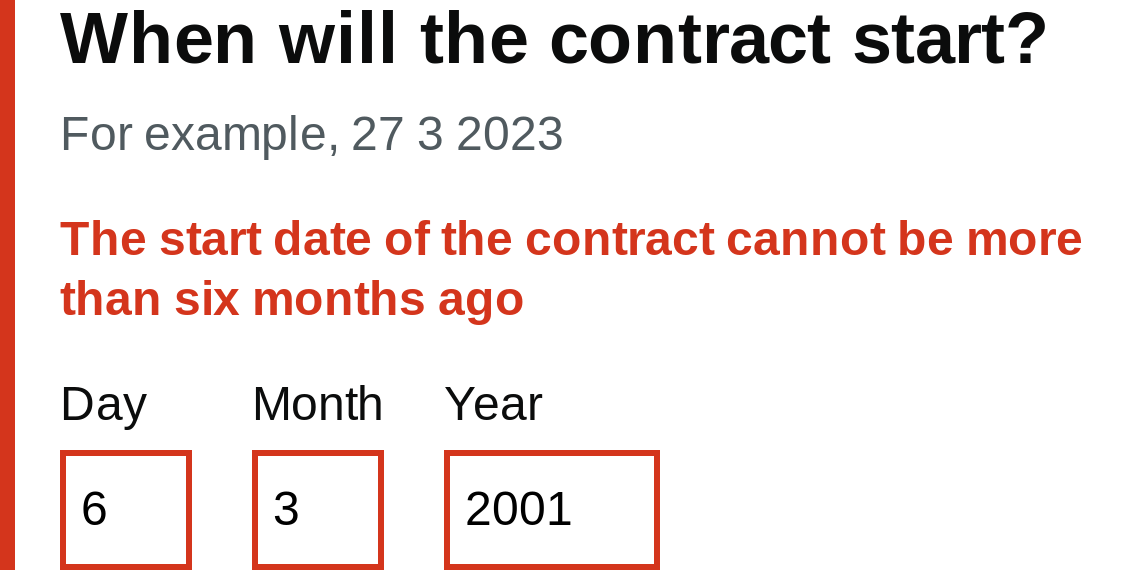 When will the contract start?
For example, 27 3 2023
The start date of the contract cannot be more
than six months ago
Day Month Year
6 3 2001